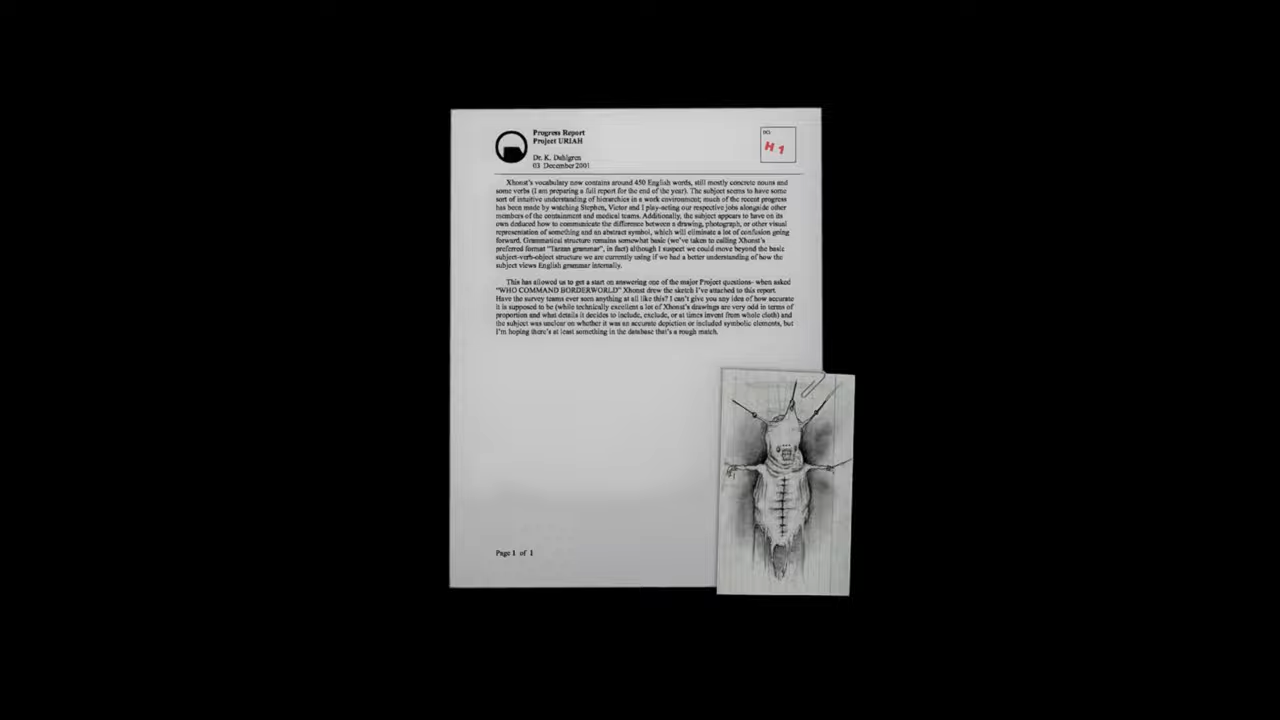 Progress Report
Project URIAH
Dr. K. Dahlgren
03 December 2001
H 1
Xhonst's vocabulary now contains around 450 English words, still mostly concrete nouns and
some verbs (I am preparing a full report for the end of the year). The subject seems to have some
sort of intuitive understanding of hierarchies in a work environment; much of the recent progress
has been made by watching Stephen, Victor and I play-acting our respective jobs alongside other
members of the containment and medical teams. Additionally, the subject appears to have on its
own deduced how to communicate the difference between a drawing, photograph, or other visual
representation of something and an abstract symbol, which will eliminate a lot of confusion going
forward. Grammatical structure remains somewhat basic (we've taken to calling Xhonst's
preferred format "Tarzan grammar", in fact) although I suspect we could move beyond the basic
subject-verb-object structure we are currently using if we had a better understanding of how the
subject views English grammar internally.
This has allowed us to get a start on answering one of the major Project questions- when asked
"WHO COMMAND BORDERWORLD" Xhonst drew the sketch I've attached to this report.
Have the survey teams ever seen anything at all like this? I can't give you any idea of how accurate
it is supposed to be (while technically excellent a lot of Xhonst's drawings are very odd in terms of
proportion and what details it decides to include, exclude, or at times invent from whole cloth) and
the subject was unclear on whether it was an accurate depiction or included symbolic elements, but
I'm hoping there's at least something in the database that's a rough match.
Page 1 of 1